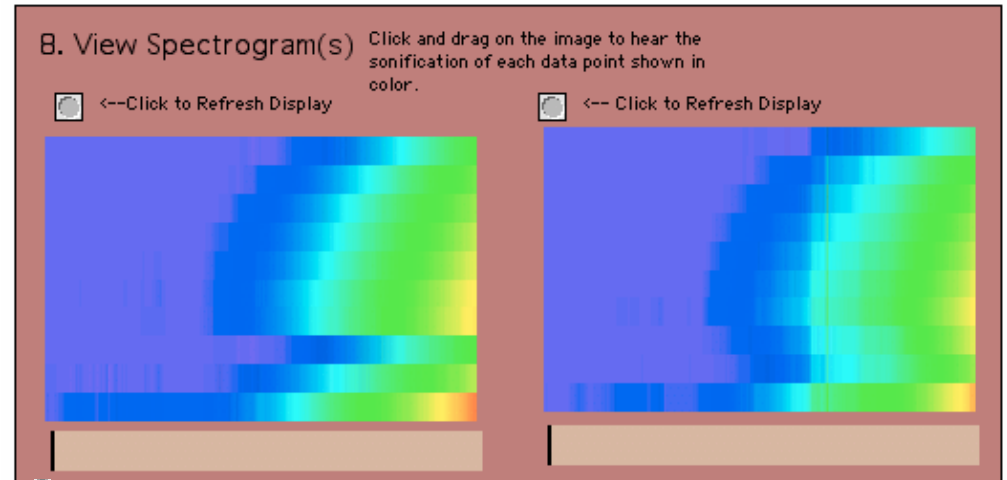 8. View Spectrogram(s)
Click and drag on the image to hear the
sonification of each data point shown in
color.
<--Click to Refresh Display
<-- Click to Refresh Display